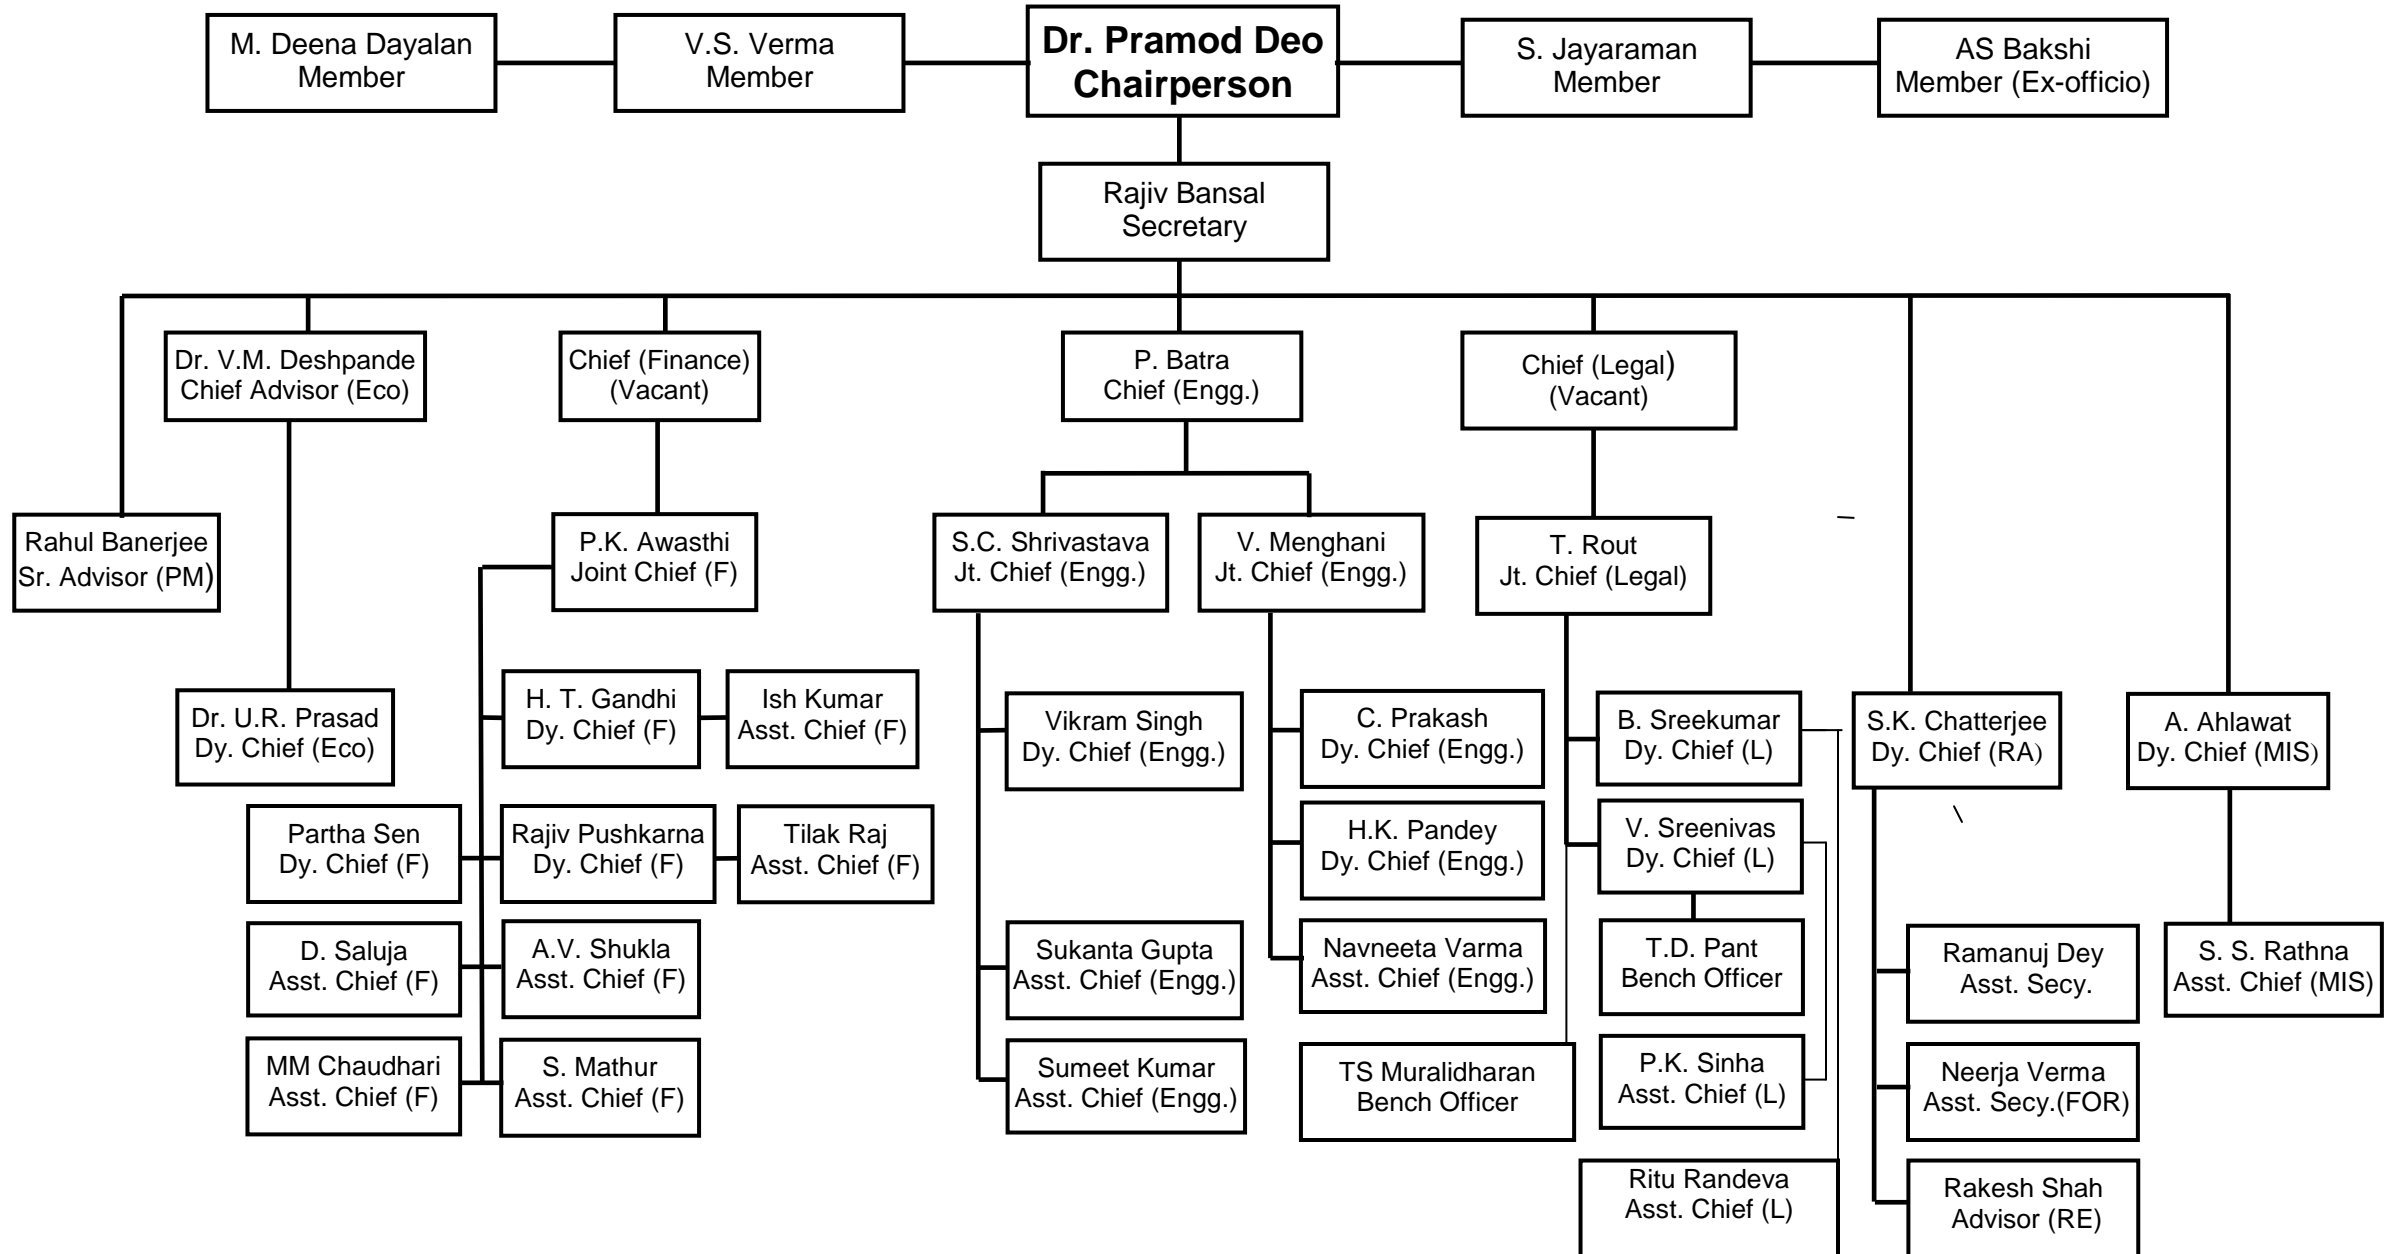 M. Deena Dayalan
Member
V.S. Verma
Member
Dr. Pramod Deo
Chairperson
S. Jayaraman
Member
AS Bakshi
Member (Ex-officio)
Rajiv Bansal
Secretary
Dr. V.M. Deshpande
Chief Advisor (Eco)
Chief (Finance)
(Vacant)
P. Batra
Chief (Engg.)
Chief (Legal)
(Vacant)
Rahul Banerjee
Sr. Advisor (PM)
P.K. Awasthi
Joint Chief (F)
S.C. Shrivastava
Jt. Chief (Engg.)
V. Menghani
Jt. Chief (Engg.)
T. Rout
Jt. Chief (Legal)
Dr. U.R. Prasad
Dy. Chief (Eco)
H. T. Gandhi
Dy. Chief (F)
Ish Kumar
Asst. Chief (F)
Vikram Singh
Dy. Chief (Engg.)
C. Prakash
Dy. Chief (Engg.)
B. Sreekumar
Dy. Chief (L)
S.K. Chatterjee
Dy. Chief (RA)
A. Ahlawat
Dy. Chief (MIS)
Partha Sen
Dy. Chief (F)
Rajiv Pushkarna
Dy. Chief (F)
Tilak Raj
Asst. Chief (F)
H.K. Pandey
Dy. Chief (Engg.)
V. Sreenivas
Dy. Chief (L)
D. Saluja
Asst. Chief (F)
A.V. Shukla
Asst. Chief (F)
Sukanta Gupta
Asst. Chief (Engg.)
Navneeta Varma
Asst. Chief (Engg.)
T.D. Pant
Bench Officer
Ramanuj Dey
Asst. Secy.
S. S. Rathna
Asst. Chief (MIS)
MM Chaudhari
Asst. Chief (F)
S. Mathur
Asst. Chief (F)
Sumeet Kumar
Asst. Chief (Engg.)
TS Muralidharan
Bench Officer
P.K. Sinha
Asst. Chief (L)
Neerja Verma
Asst. Secy.(FOR)
Ritu Randeva
Asst. Chief (L)
Rakesh Shah
Advisor (RE)